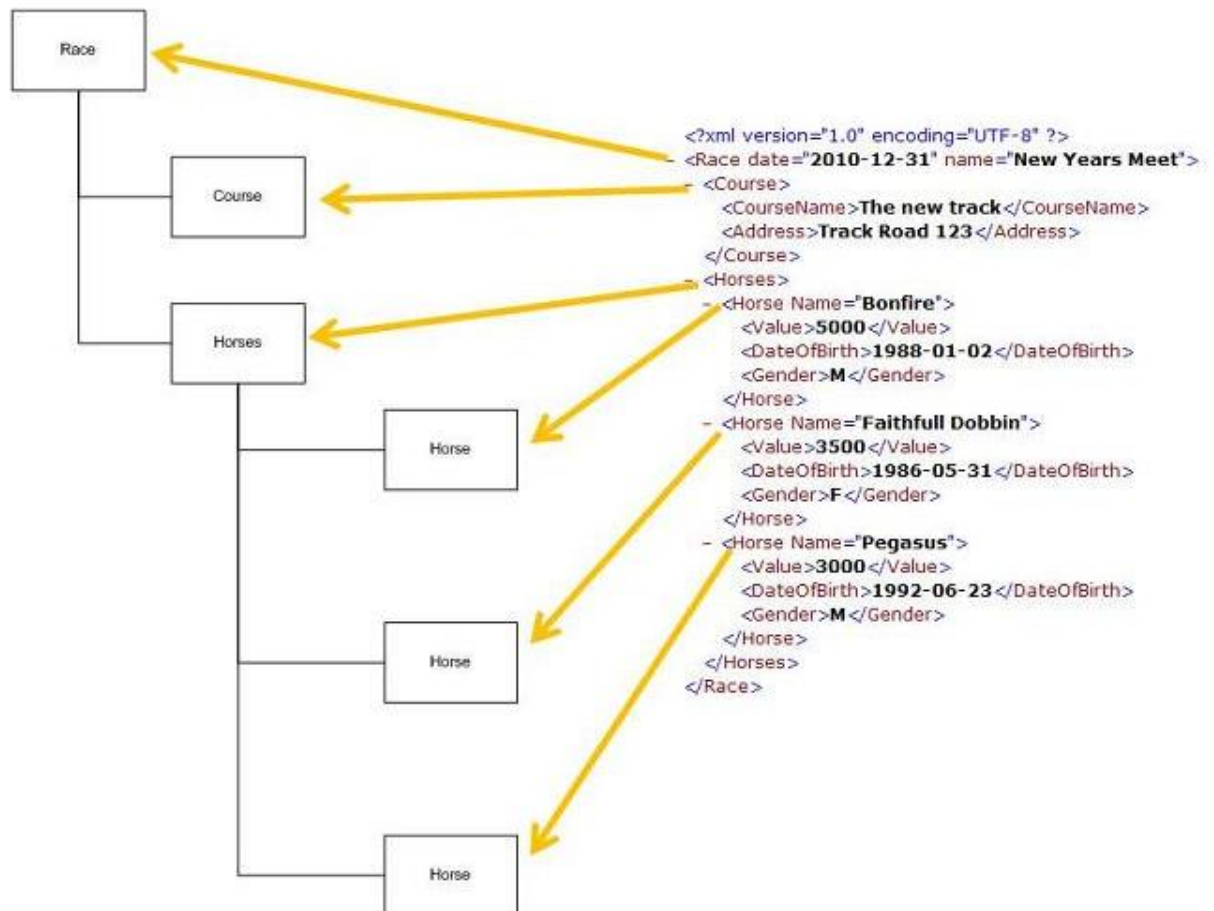 Race
Course
Horses
Horse
Horse
Horse
<?xml version="1.0" encoding="UTF-8" ?>
- <Race date="2010-12-31" name="New Years Meet">
- <Course>
<CourseName>The new track</CourseName>
<Address>Track Road 123</Address>
</Course>
- <Horses>
- <Horse Name="Bonfire">
<Value>5000</Value>
<DateOfBirth>1988-01-02</DateOfBirth>
<Gender>M</Gender>
</Horse>
- <Horse Name="Faithfull Dobbin">
<Value>3500</Value>
<DateOfBirth>1986-05-31</DateOfBirth>
<Gender>F</Gender>
</Horse>
- <Horse Name="Pegasus">
<Value>3000</Value>
<DateOfBirth>1992-06-23</DateOfBirth>
<Gender>M</Gender>
</Horse>
</Horses>
</Race>